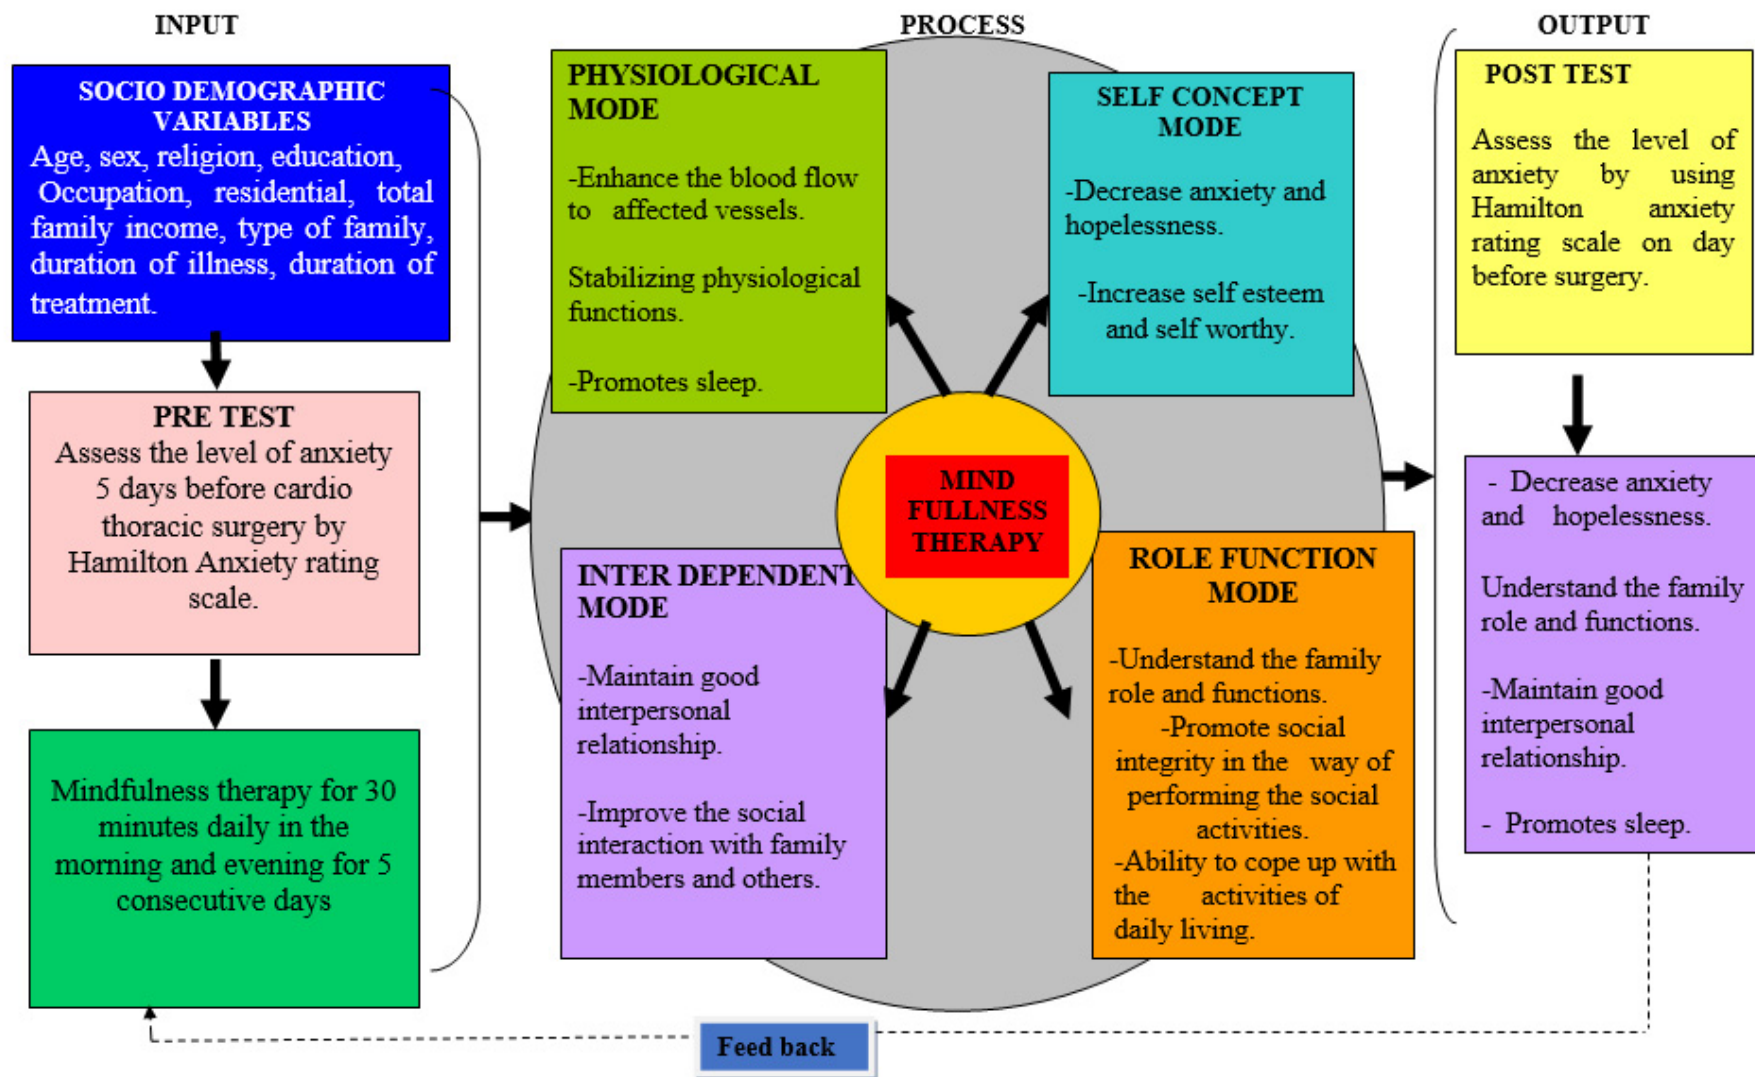 INPUT
SOCIO DEMOGRAPHIC
VARIABLES
Age, sex, religion, education,
Occupation, residential, total
family income, type of family,
duration of illness, duration of
treatment.
PRE TEST
Assess the level of anxiety
5 days before cardio
thoracic surgery by
Hamilton Anxiety rating
scale.
Mindfulness therapy for 30
minutes daily in the
morning and evening for 5
consecutive days
PROCESS
PHYSIOLOGICAL
MODE
-Enhance the blood flow
to affected vessels.
Stabilizing physiological
functions.
-Promotes sleep.
SELF CONCEPT
MODE
-Decrease anxiety and
hopelessness.
-Increase self esteem
and self worthy.
MIND
FULLNESS
THERAPY
INTER DEPENDENT
MODE
-Maintain good
interpersonal
relationship.
-Improve the social
interaction with family
members and others.
ROLE FUNCTION
MODE
-Understand the family
role and functions.
-Promote social
integrity in the way of
performing the social
activities.
-Ability to cope up with
the activities of
daily living.
OUTPUT
POST TEST
Assess the level of
anxiety by using
Hamilton anxiety
rating scale on day
before surgery.
- Decrease anxiety
and hopelessness.
Understand the family
role and functions.
-Maintain good
interpersonal
relationship.
- Promotes sleep.
Feed back